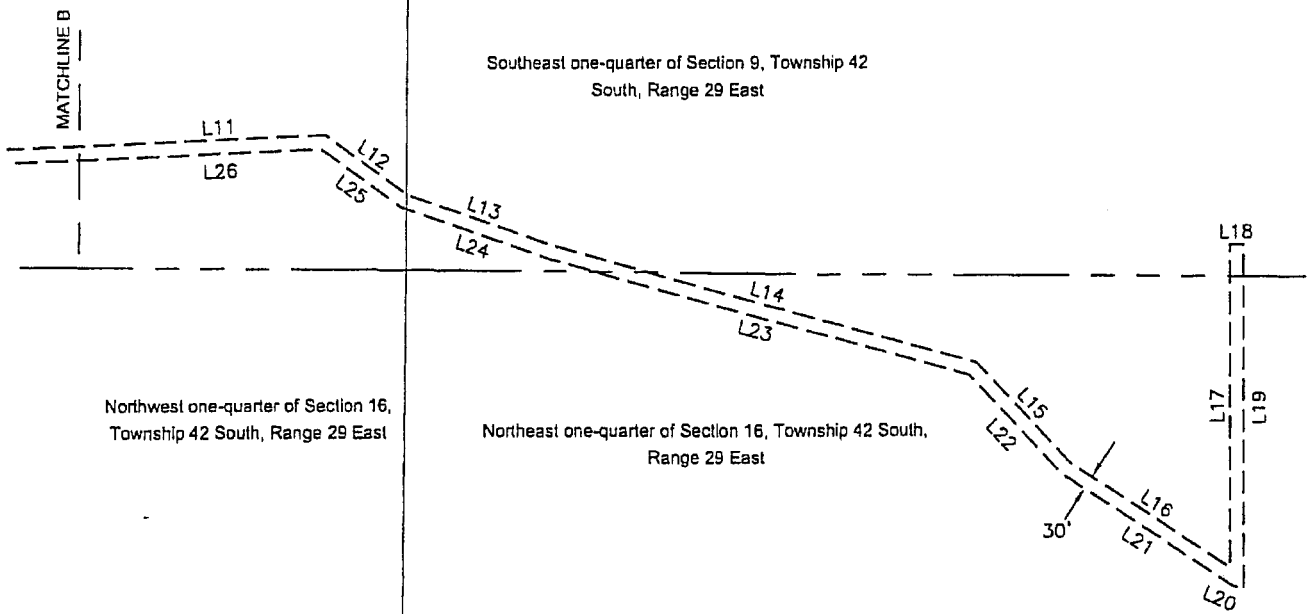 MATCHLINE B
Southeast one-quarter of Section 9, Township 42
South, Range 29 East
L11
L26
L12
L25
L13
L24
L18
L14
L23
Northwest one-quarter of Section 16,
Township 42 South, Range 29 East
Northeast one-quarter of Section 16, Township 42 South,
Range 29 East
L15
L22
L17
L19
L16
L21
30'
L20